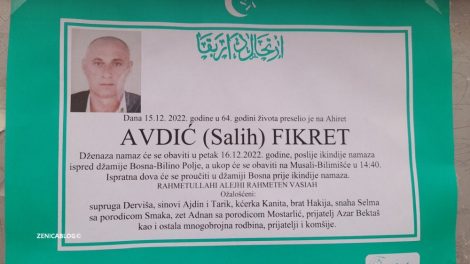 Dana 15.12. 2022. godine u 64. godini života preselio je na Ahiret
AVDIĆ (Salih) FIKRET
Dženaza namaz će se obaviti u petak 16.12.2022. godine, poslije ikindije namaza
ispred džamije Bosna-Bilino Polje, a ukop će se obaviti na Musali-Bilimišće u 14:40.
Ispratna dova će se proučiti u džamiji Bosna prije ikindije namaza.
RAHMETULLAHI ALEJHI RAHMETEN VASIAH
Ožalošćeni:
supruga Derviša, sinovi Ajdin i Tarik, kćerka Kanita, brat Hakija, snaha Selma
sa porodicom Smaka, zet Adnan sa porodicom Mostarlić, prijatelj Azar Bektaš
kao i ostala mnogobrojna rodbina, prijatelji i komšije.
ZENICABLOG©